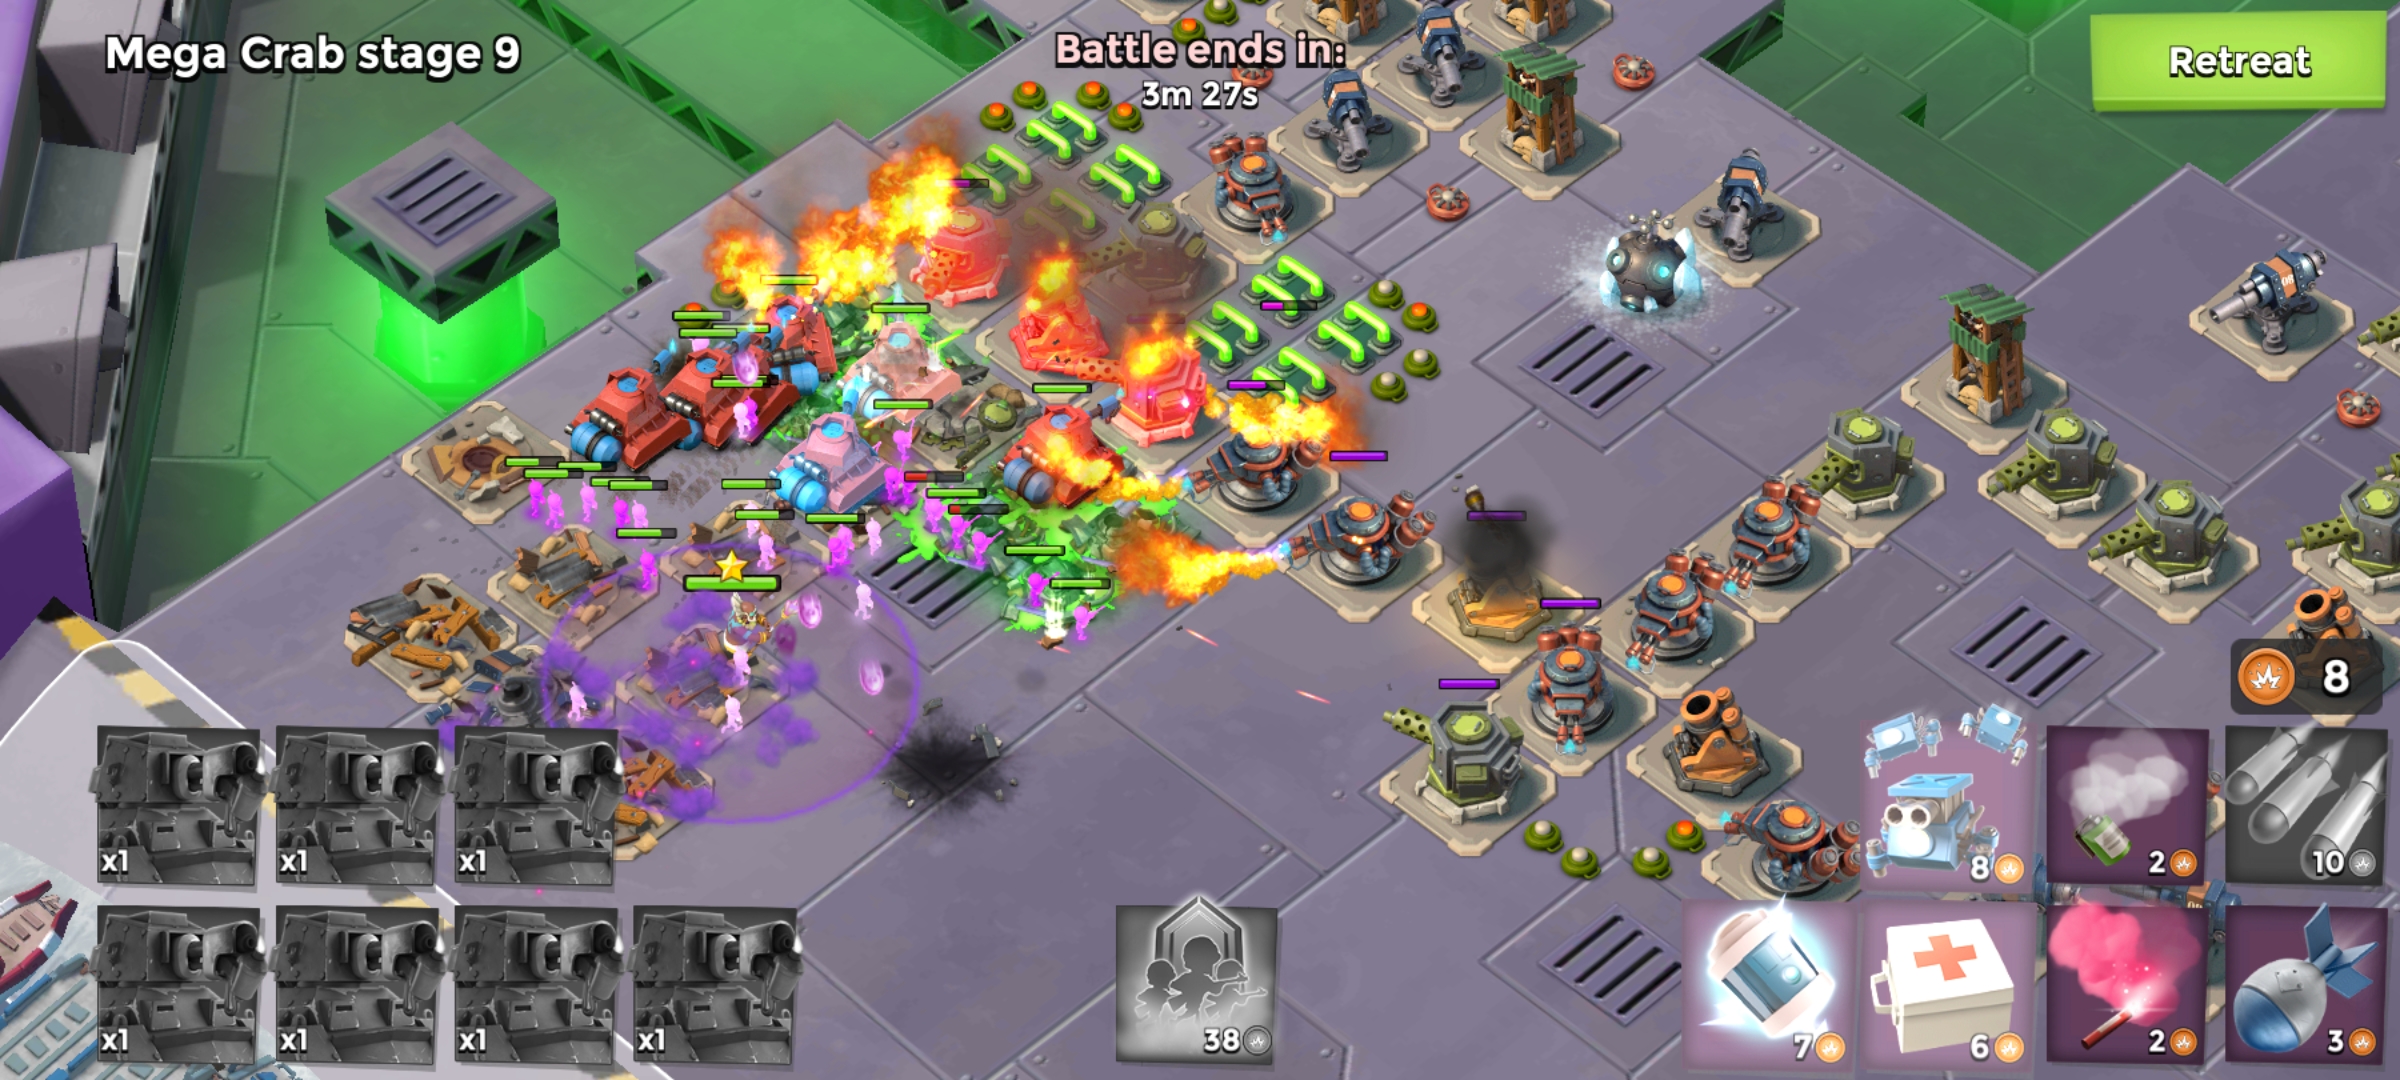 Mega Crab stage 9
Battle ends in:
3m 27s
Retreat
8
x1
x1
x1
8
2
10
x1
x1
x1
x1
38
7
6
2
3